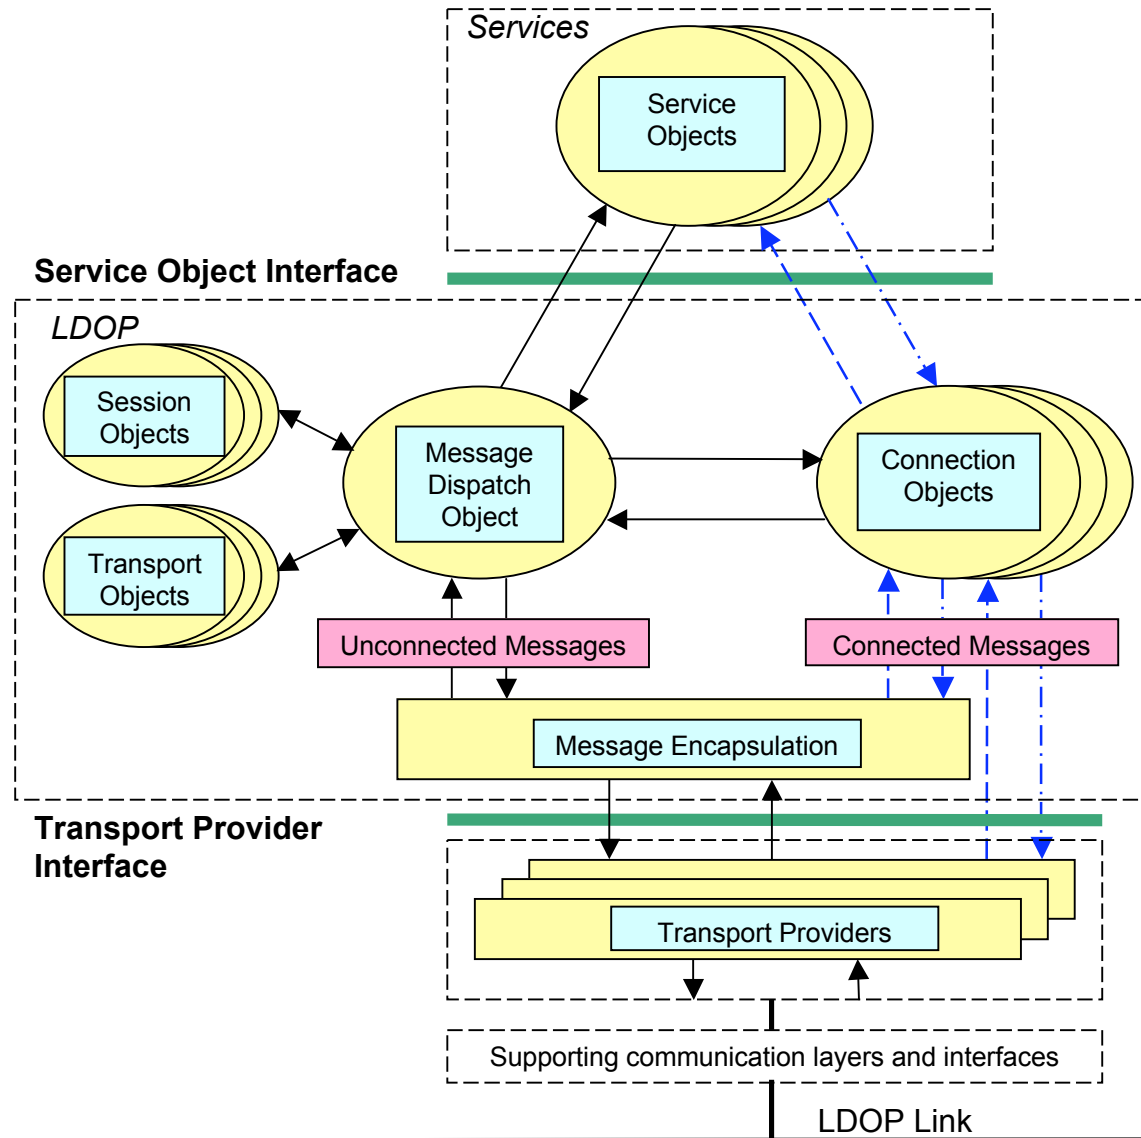 Services
Service
Objects
Service Object Interface
LDOP
Session
Objects
Message
Dispatch
Object
Connection
Objects
Transport
Objects
Unconnected Messages
Connected Messages
Message Encapsulation
Transport Provider
Interface
Transport Providers
Supporting communication layers and interfaces
LDOP Link